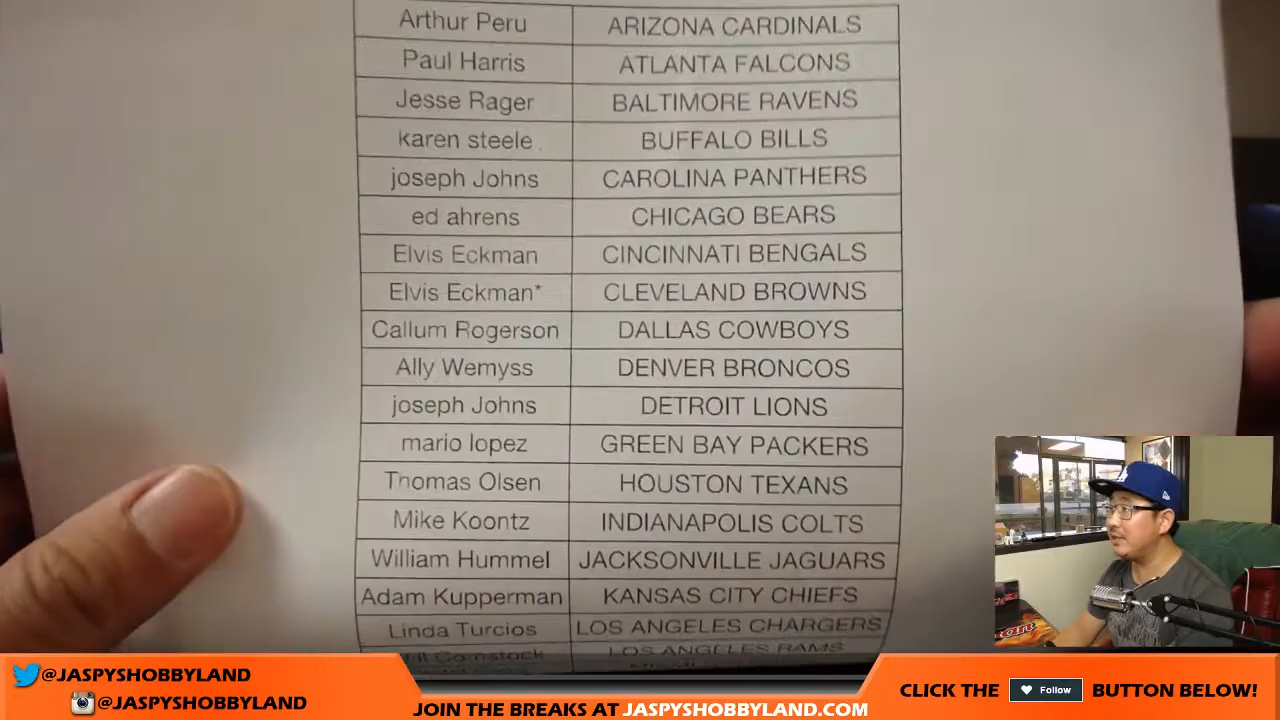 Arthur Peru ARIZONA CARDINALS
Paul Harris ATLANTA FALCONS
Jesse Rager BALTIMORE RAVENS
karen steele BUFFALO BILLS
joseph Johns CAROLINA PANTHERS
ed ahrens CHICAGO BEARS
Elvis Eckman CINCINNATI BENGALS
Elvis Eckman* CLEVELAND BROWNS
Callum Rogerson DALLAS COWBOYS
Ally Wemyss DENVER BRONCOS
joseph Johns DETROIT LIONS
mario lopez GREEN BAY PACKERS
Thomas Olsen HOUSTON TEXANS
Mike Koontz INDIANAPOLIS COLTS
William Hummel JACKSONVILLE JAGUARS
Adam Kupperman KANSAS CITY CHIEFS
Linda Turcios LOS ANGELES CHARGERS
Comstock LOS ANGELES RAMS
@JASPYSHOBBYLAND
@JASPYSHOBBYLAND
JOIN THE BREAKS AT JASPYSHOBBYLAND.COM
CLICK THE Follow BUTTON BELOW!